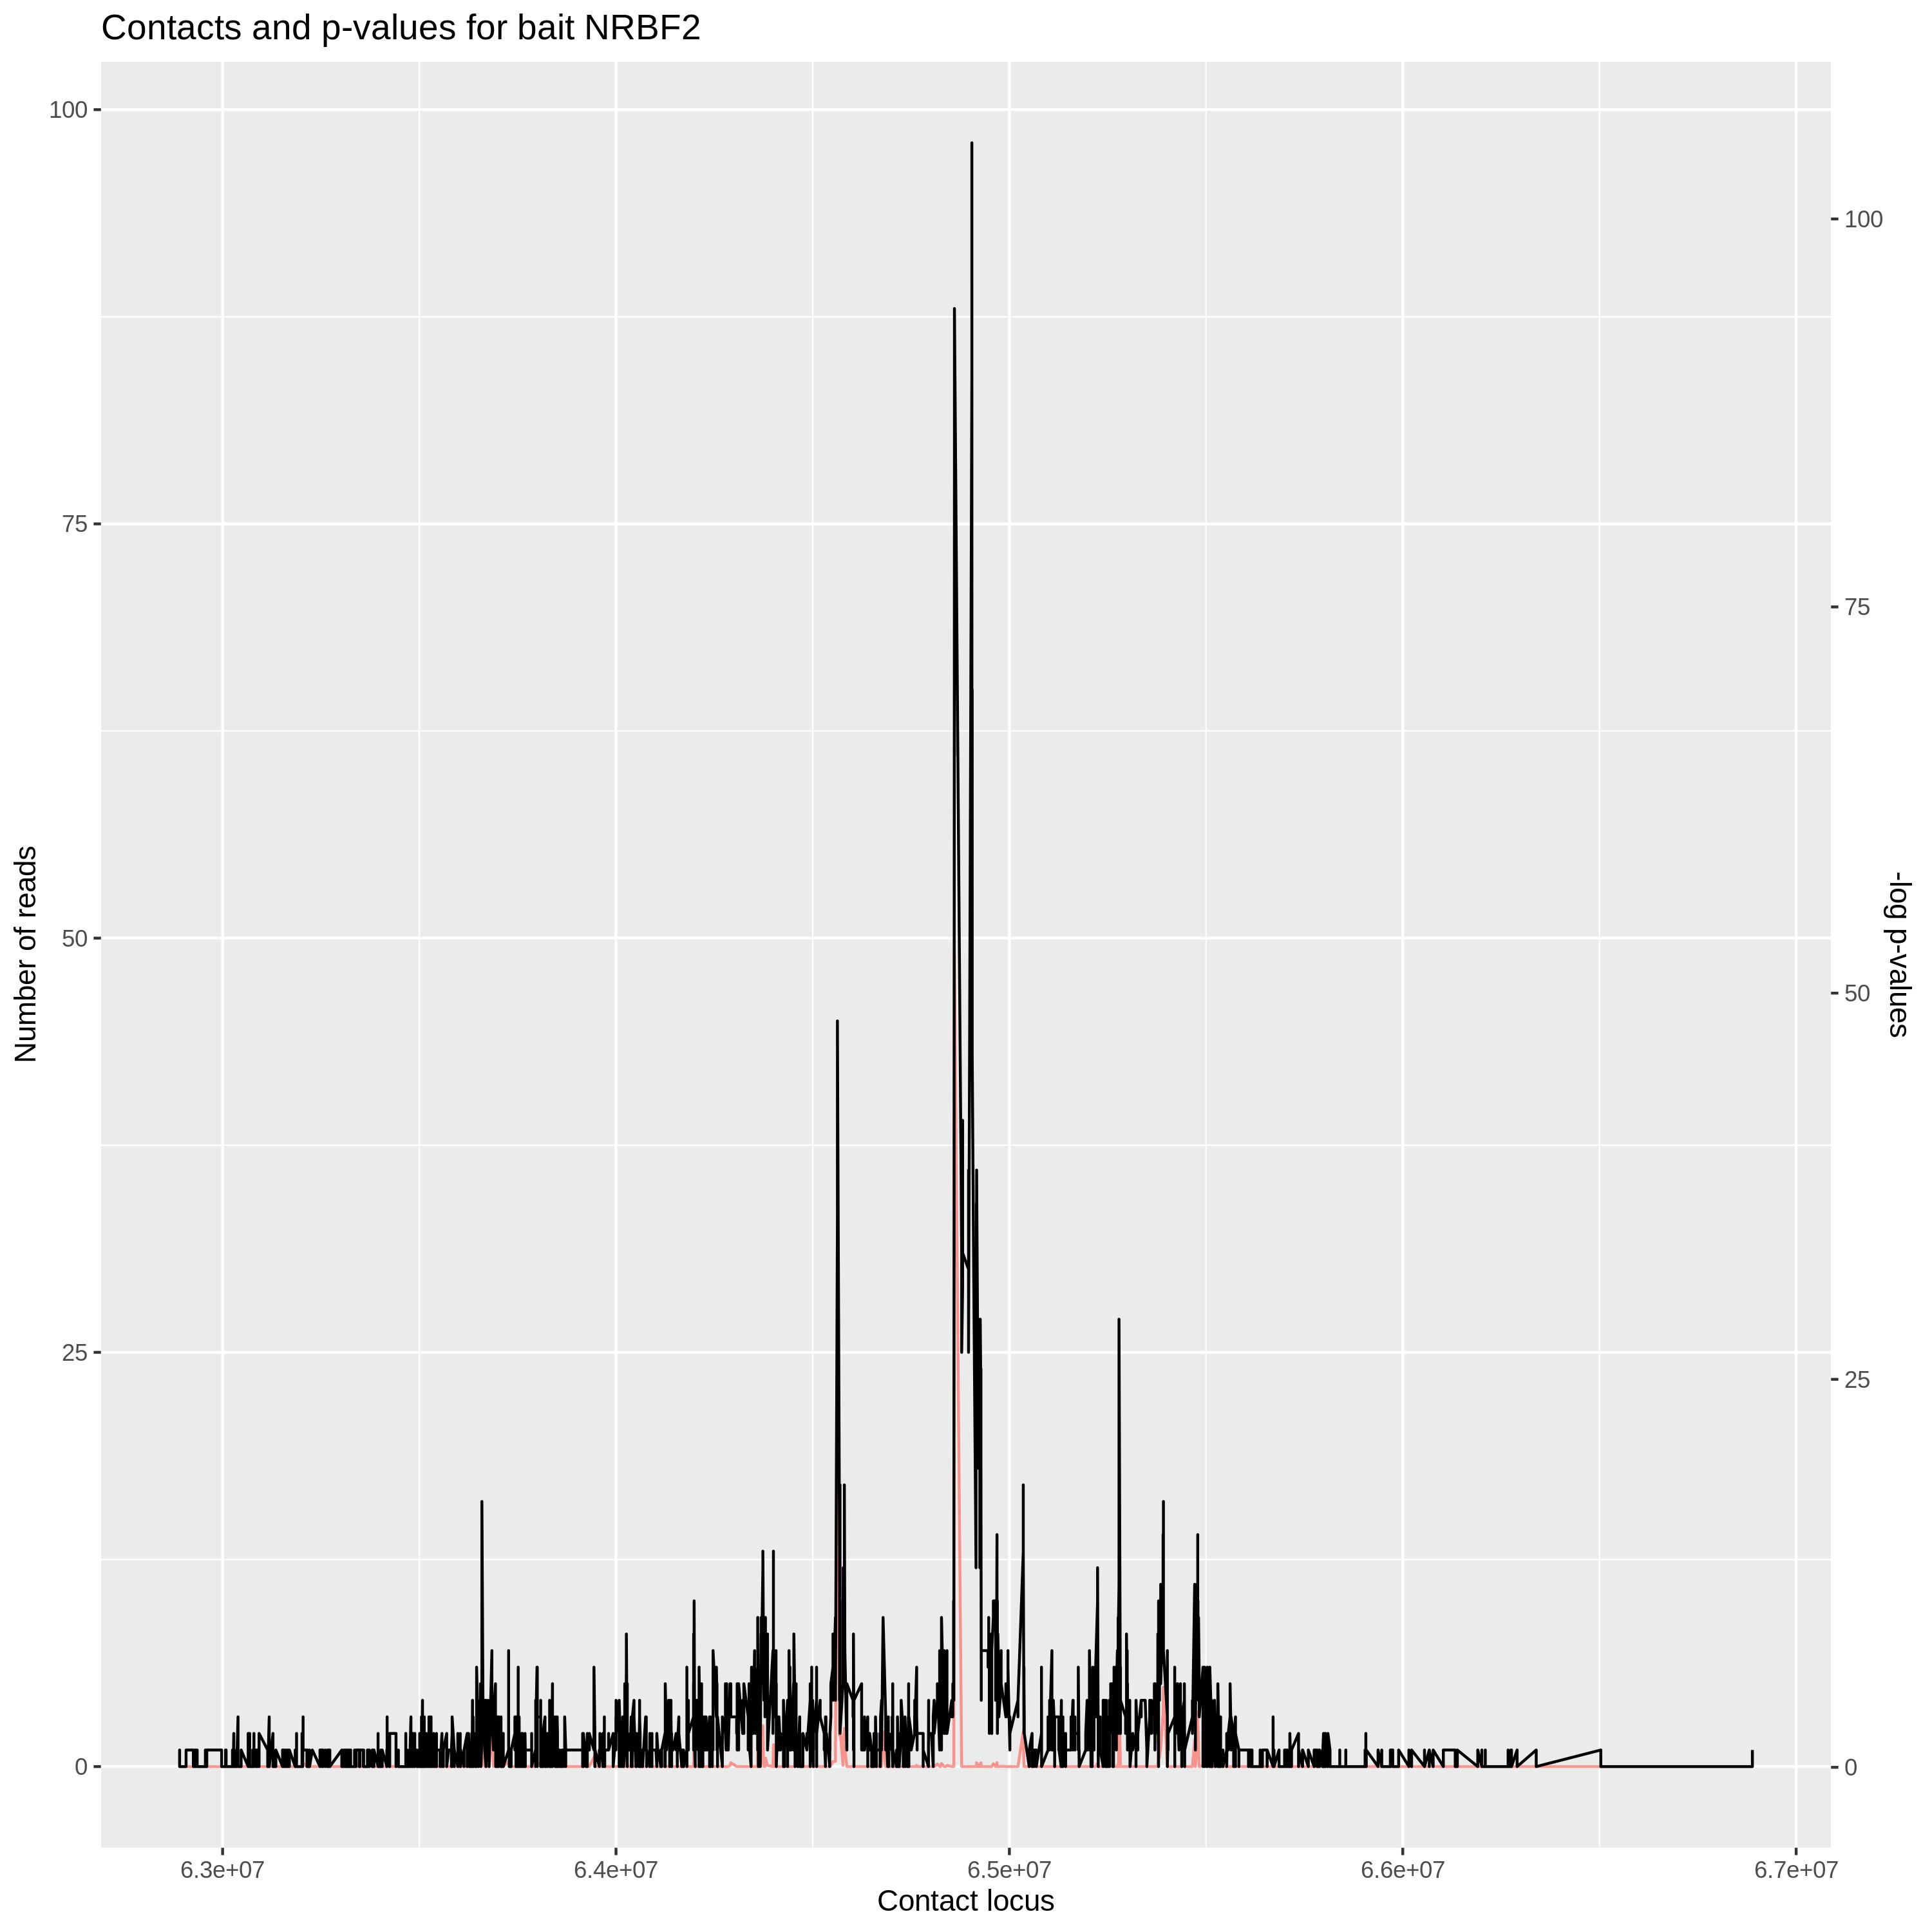 Contacts and p-values for bait NRBF2
100
75
50
25
0
Number of reads
100
75
50
25
0
-log p-values
6.3e+07
6.4e+07
6.5e+07
6.6e+07
6.7e+07
Contact locus